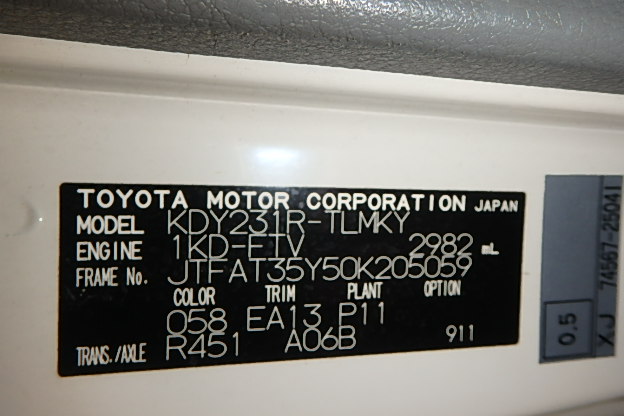 TOYOTA MOTOR CORPORATION JAPAN
MODEL KDY231R-TLMKY
ENGINE 1KD-FTV 2982 mL
FRAME No. JTFAT35Y50K205059
COLOR TRIM PLANT OPTION
058 EA13 P11
TRANS./AXLE R451 A06B 911
0.5
XJ 74567-25041